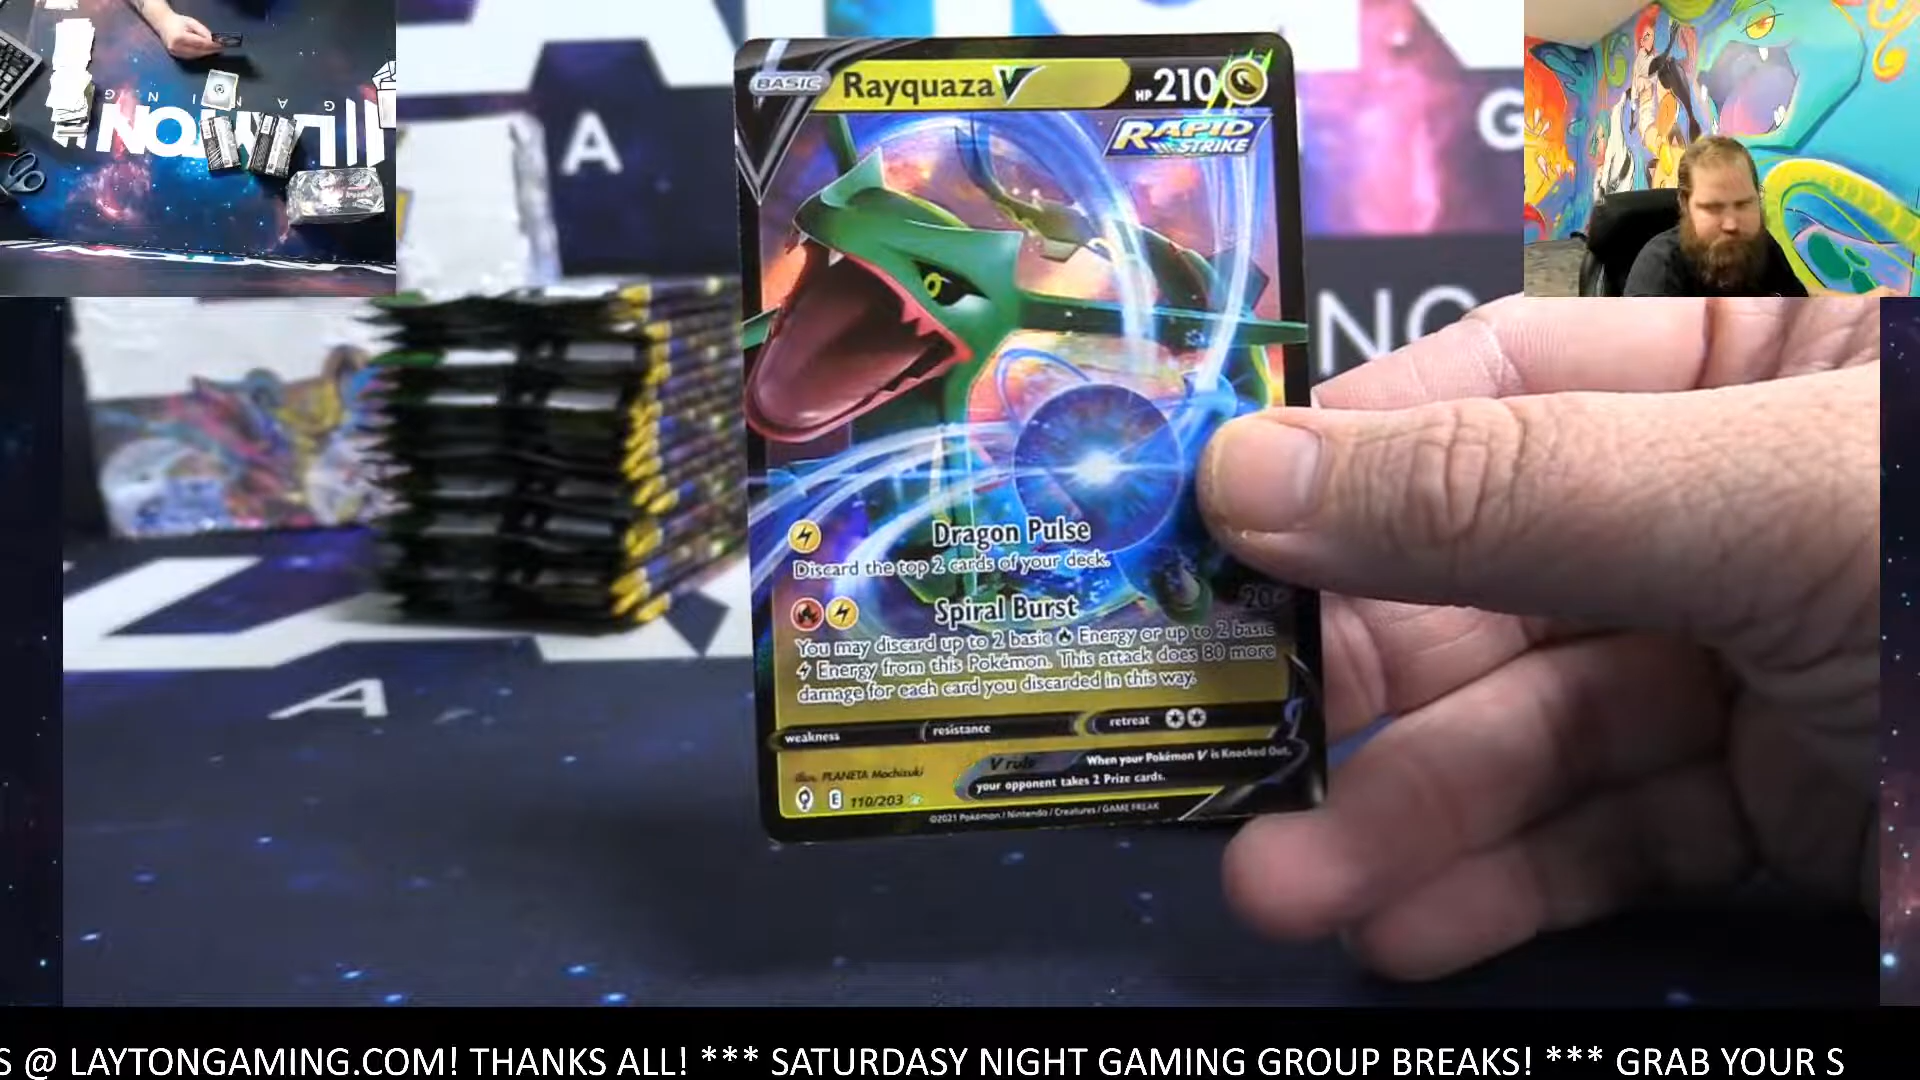 BASIC Rayquaza V HP 210
RAPID
STRIKE
Dragon Pulse
Discard the top 2 cards of your deck.
20
Spiral Burst
You may discard up to 2 basic Energy or up to 2 basic
Energy from this Pokémon. This attack does 80 more
damage for each card you discarded in this way.
weakness resistance retreat
V rule When your Pokémon V is Knocked Out,
your opponent takes 2 Prize cards.
Illus. PLANETA Mochizuki
E 110/203
©2021 Pokémon / Nintendo / Creatures / GAME FREAK
A
G
NG
A
S @ LAYTONGAMING.COM! THANKS ALL! *** SATURDASY NIGHT GAMING GROUP BREAKS! *** GRAB YOUR S